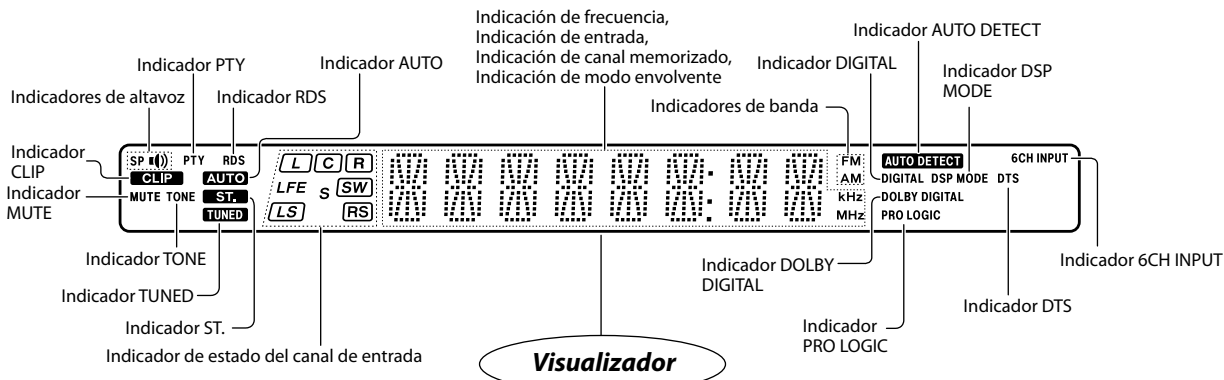 Indicación de frecuencia,
Indicación de entrada,
Indicación de canal memorizado,
Indicación de modo envolvente
Indicador AUTO DETECT
Indicador PTY
Indicador AUTO
Indicador DIGITAL
Indicador DSP
MODE
Indicadores de altavoz
Indicador RDS
Indicadores de banda
Indicador
CLIP
Indicador
MUTE
SP PTY RDS
CLIP AUTO
MUTE TONE ST.
TUNED
L C R
LFE S SW
LS RS
FM
AM
kHz
MHz
AUTO DETECT 6CH INPUT
DIGITAL DSP MODE DTS
DOLBY DIGITAL
PRO LOGIC
Indicador TONE
Indicador DOLBY
DIGITAL
Indicador 6CH INPUT
Indicador TUNED
Indicador DTS
Indicador ST.
Indicador
PRO LOGIC
Indicador de estado del canal de entrada
Visualizador